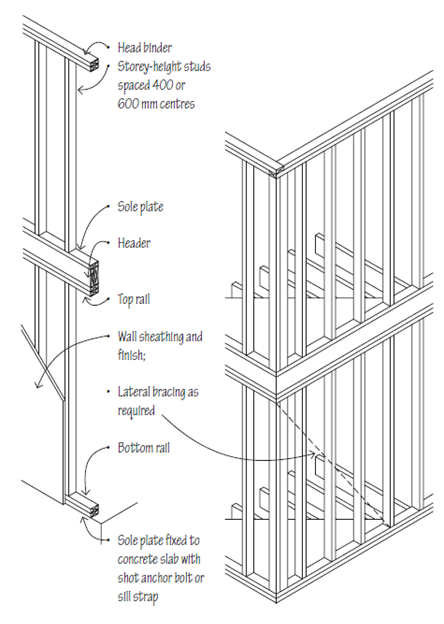 Head binder
Storey-height studs
spaced 400 or
600 mm centres
Sole plate
Header
Top rail
Wall sheathing and
finish;
Lateral bracing as
required
Bottom rail
Sole plate fixed to
concrete slab with
shot anchor bolt or
sill strap